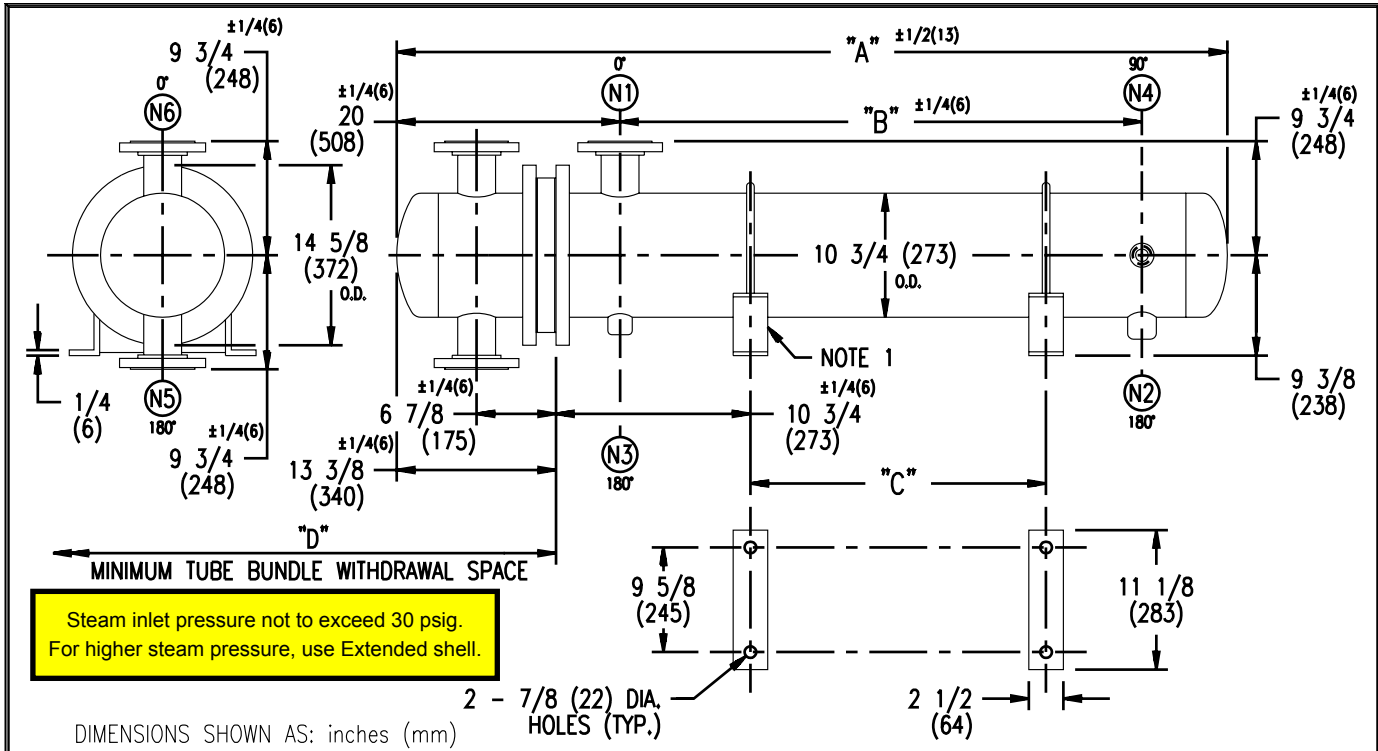 ±1/4(6)
9 3/4
(248)
0°
N6
"A" ±1/2(13)
0°
N1
90°
N4
±1/4(6)
20
(508)
"B" ±1/4(6)
±1/4(6)
9 3/4
(248)
14 5/8
(372)
O.D.
10 3/4 (273)
O.D.
NOTE 1
1/4
(6)
N5
180°
±1/4(6)
9 3/4
(248)
±1/4(6)
6 7/8
(175)
±1/4(6)
10 3/4
(273)
9 3/8
(238)
N2
180°
±1/4(6)
13 3/8
(340)
N3
180°
"C"
"D"
MINIMUM TUBE BUNDLE WITHDRAWAL SPACE
9 5/8
(245)
11 1/8
(283)
Steam inlet pressure not to exceed 30 psig.
For higher steam pressure, use Extended shell.
2 - 7/8 (22) DIA.
HOLES (TYP.)
2 1/2
(64)
DIMENSIONS SHOWN AS: inches (mm)